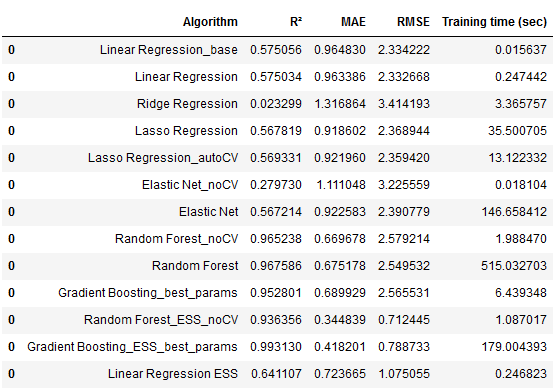 Algorithm R² MAE RMSE Training time (sec)
0 Linear Regression_base 0.575056 0.964830 2.334222 0.015637
0 Linear Regression 0.575034 0.963386 2.332668 0.247442
0 Ridge Regression 0.023299 1.316864 3.414193 3.365757
0 Lasso Regression 0.567819 0.918602 2.368944 35.500705
0 Lasso Regression_autoCV 0.569331 0.921960 2.359420 13.122332
0 Elastic Net_noCV 0.279730 1.111048 3.225559 0.018104
0 Elastic Net 0.567214 0.922583 2.390779 146.658412
0 Random Forest_noCV 0.965238 0.669678 2.579214 1.988470
0 Random Forest 0.967586 0.675178 2.549532 515.032703
0 Gradient Boosting_best_params 0.952801 0.689929 2.565531 6.439348
0 Random Forest_ESS_noCV 0.936356 0.344839 0.712445 1.087017
0 Gradient Boosting_ESS_best_params 0.993130 0.418201 0.788733 179.004393
0 Linear Regression ESS 0.641107 0.723665 1.075055 0.246823